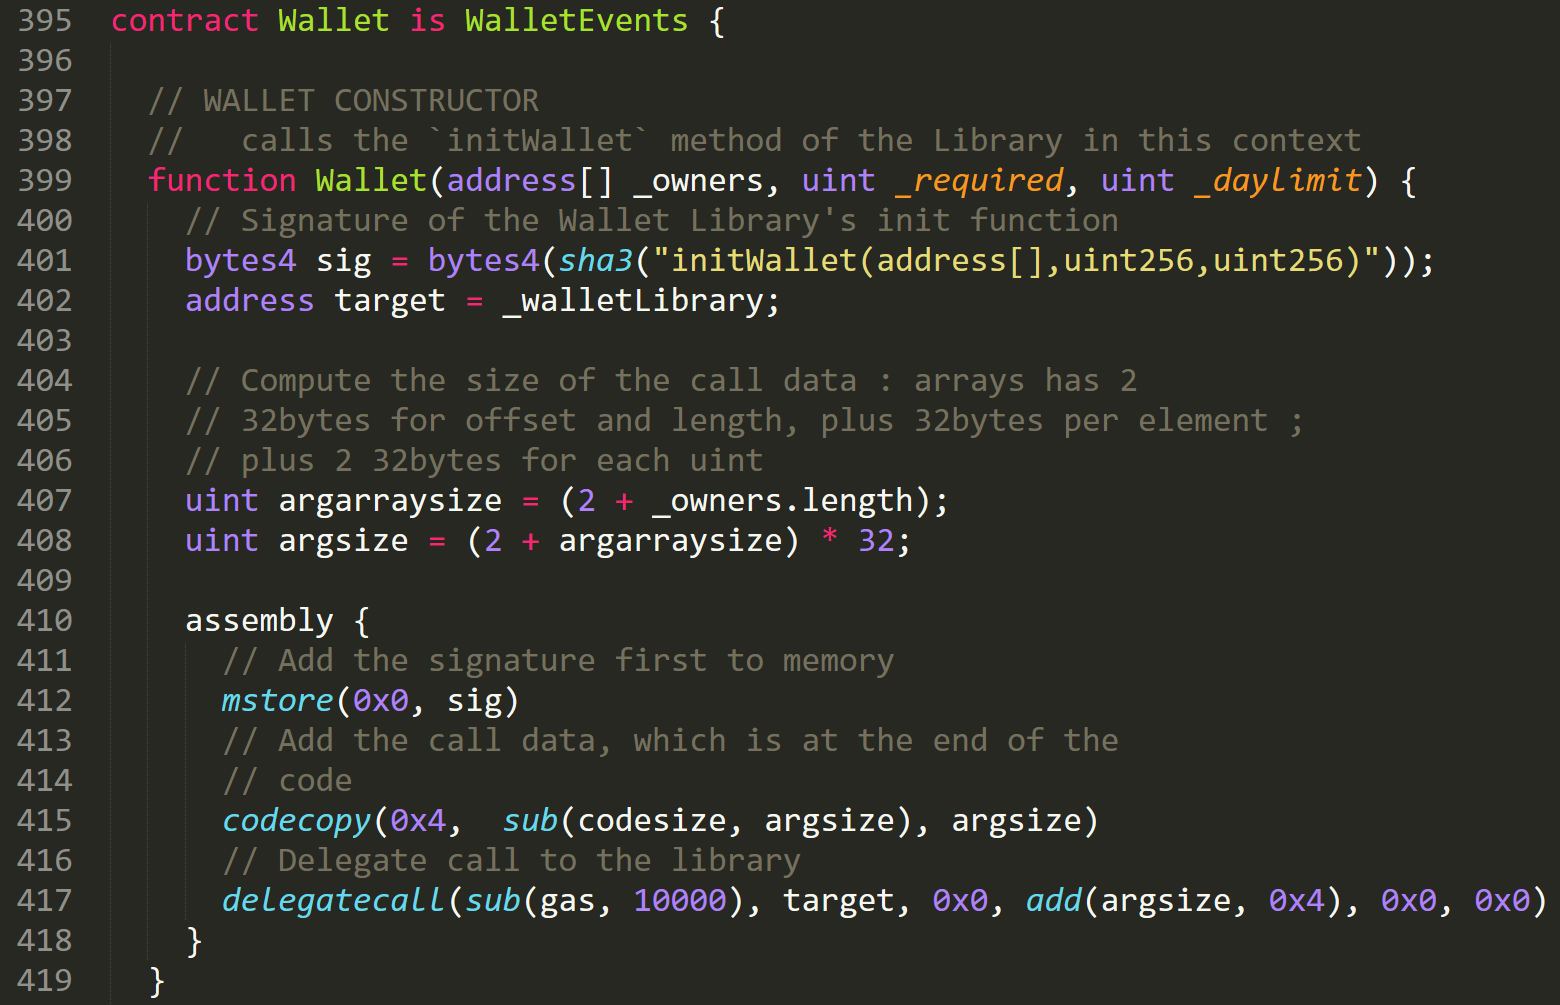 395 contract Wallet is WalletEvents {
396
397 // WALLET CONSTRUCTOR
398 //   calls the `initWallet` method of the Library in this context
399 function Wallet(address[] _owners, uint _required, uint _daylimit) {
400 // Signature of the Wallet Library's init function
401 bytes4 sig = bytes4(sha3("initWallet(address[],uint256,uint256)"));
402 address target = _walletLibrary;
403
404 // Compute the size of the call data : arrays has 2
405 // 32bytes for offset and length, plus 32bytes per element ;
406 // plus 2 32bytes for each uint
407 uint argarraysize = (2 + _owners.length);
408 uint argsize = (2 + argarraysize) * 32;
409
410 assembly {
411 // Add the signature first to memory
412 mstore(0x0, sig)
413 // Add the call data, which is at the end of the
414 // code
415 codecopy(0x4,  sub(codesize, argsize), argsize)
416 // Delegate call to the library
417 delegatecall(sub(gas, 10000), target, 0x0, add(argsize, 0x4), 0x0, 0x0)
418 }
419 }